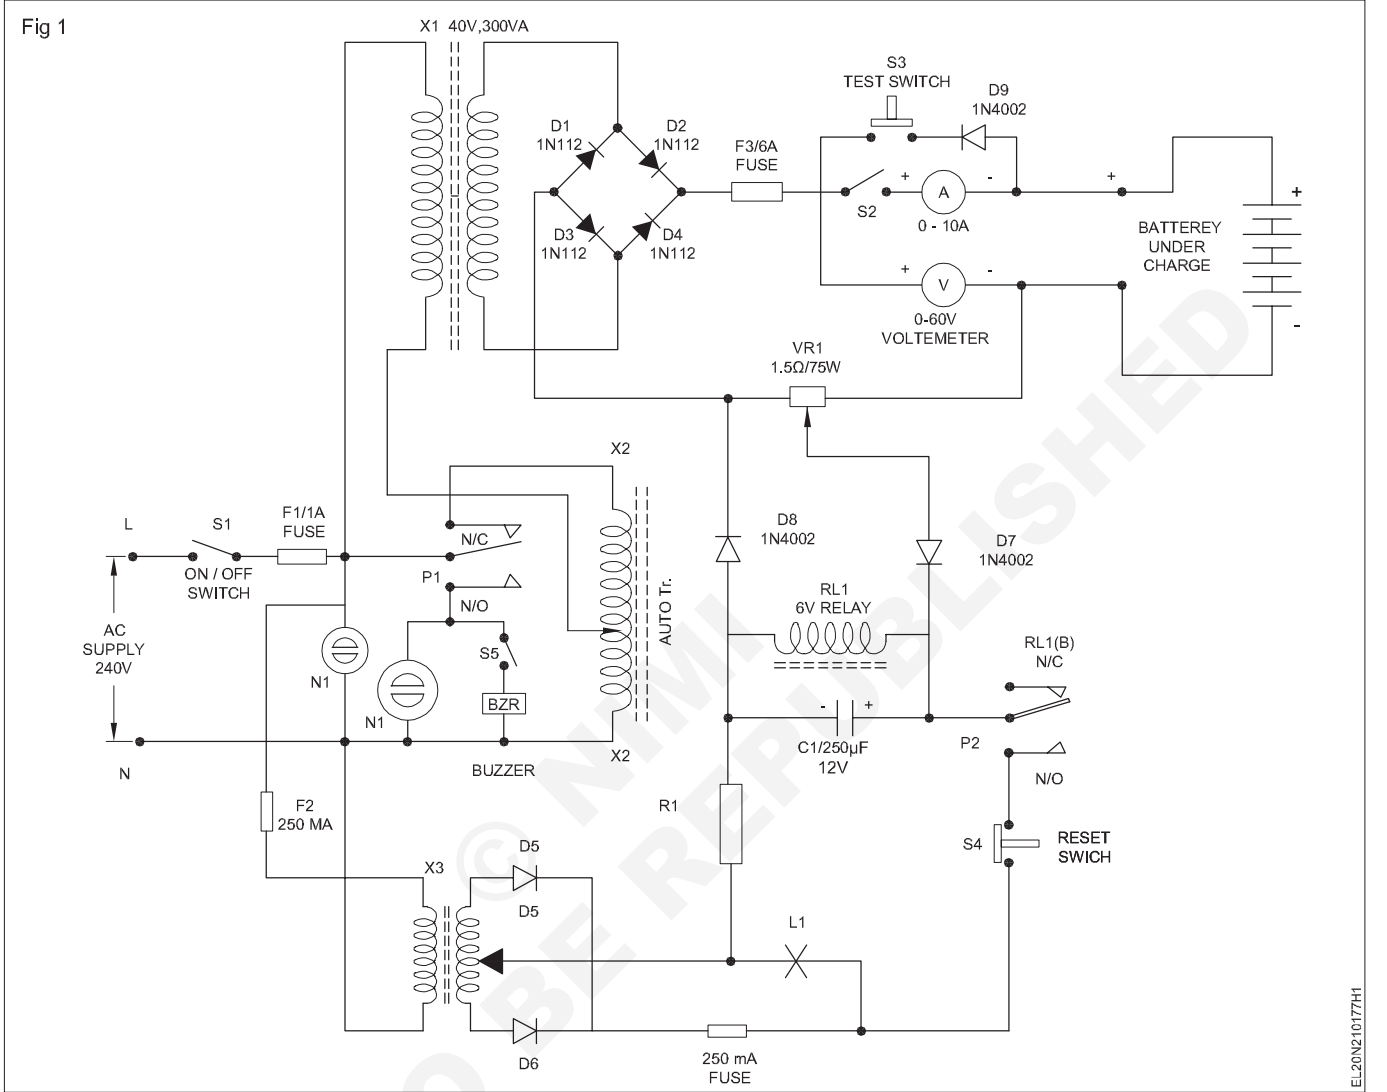 Fig 1
X1 40V,300VA
S3
TEST SWITCH
D9
1N4002
D1
1N112
D2
1N112
F3/6A
FUSE
+
A
-
+
+
S2
0 - 10A
D3
1N112
D4
1N112
BATTEREY
UNDER
CHARGE
+
V
-
0-60V
VOLTEMETER
-
VR1
1.5Ω/75W
X2
L
S1
F1/1A
FUSE
N/C
D8
1N4002
D7
1N4002
ON / OFF
SWITCH
P1
N/O
AUTO Tr.
RL1
6V RELAY
AC
SUPPLY
240V
S5
RL1(B)
N/C
N1
BZR
N1
- +
P2
N
BUZZER
X2
C1/250µF
12V
N/O
F2
250 MA
R1
S4
RESET
SWICH
X3
D5
D5
L1
D6
250 mA
FUSE
EL20N210177H1
© NIMI
O BE REPUBLISHED